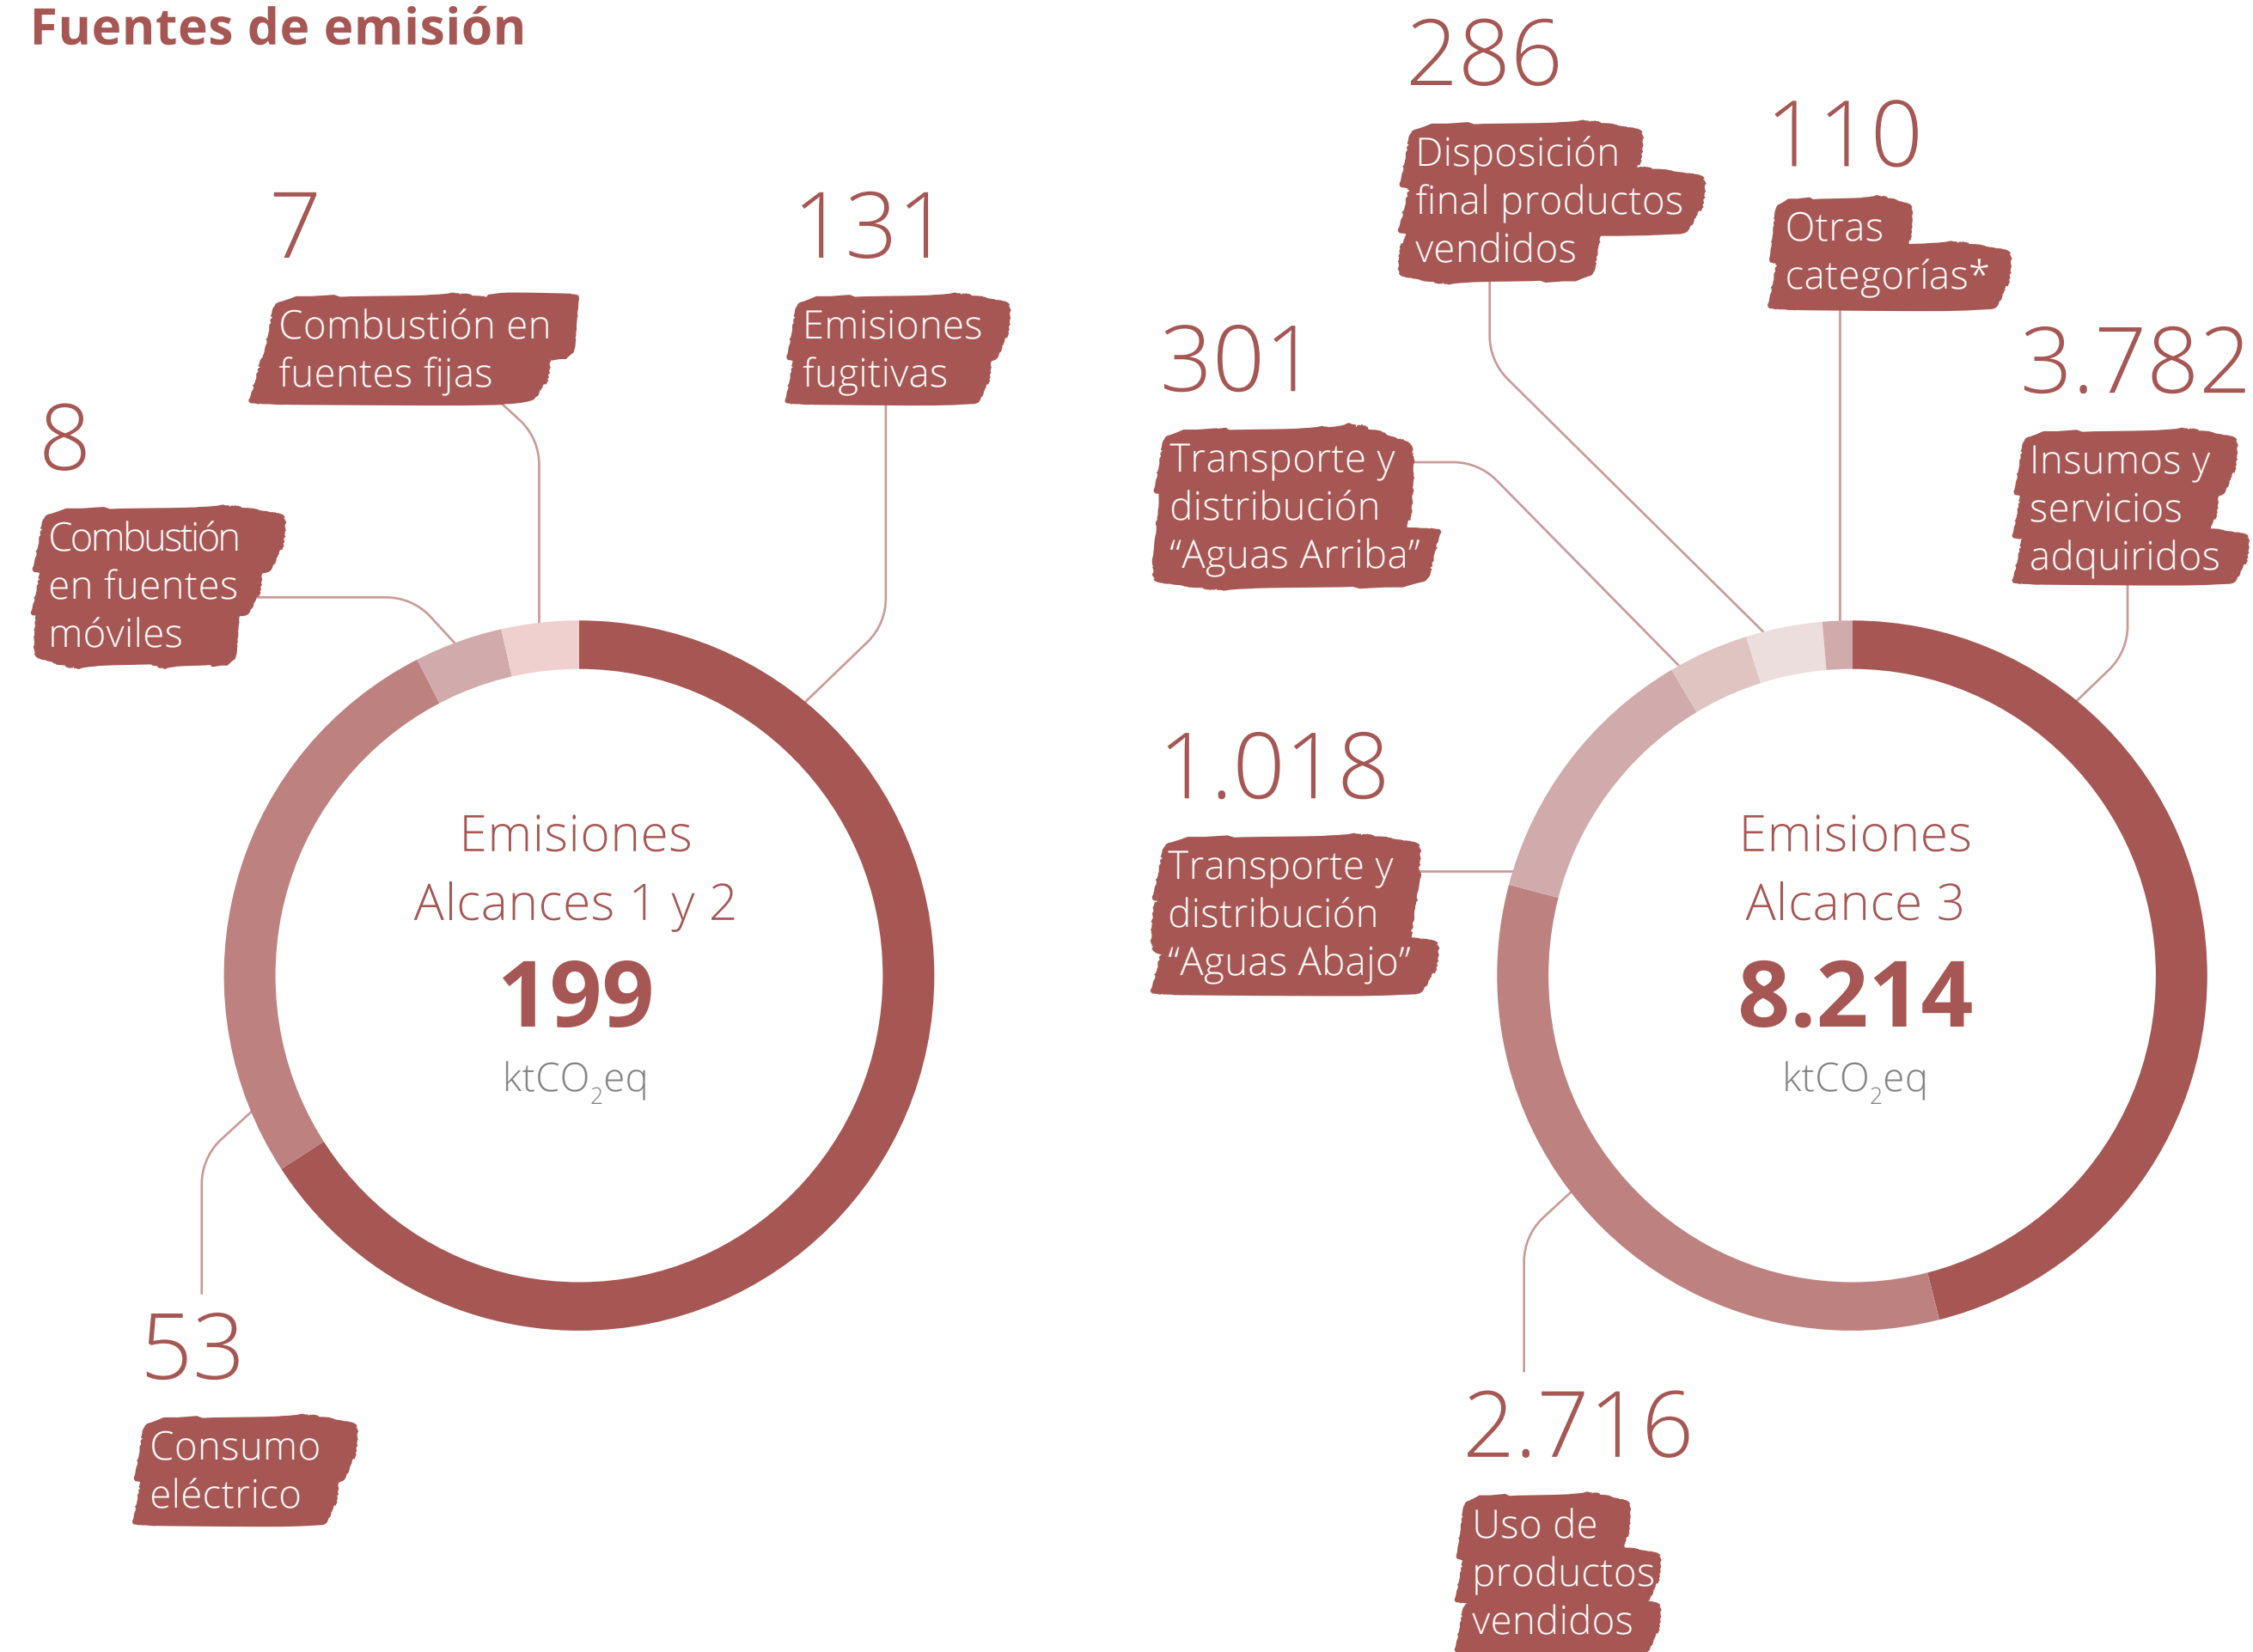 Fuentes de emisión
7
Combustión en
fuentes fijas
131
Emisiones
fugitivas
8
Combustión
en fuentes
móviles
Emisiones
Alcances 1 y 2
199
ktCO₂eq
53
Consumo
eléctrico
286
Disposición
final productos
vendidos
110
Otras
categorías*
301
Transporte y
distribución
“Aguas Arriba”
3.782
Insumos y
servicios
adquiridos
1.018
Transporte y
distribución
“Aguas Abajo”
Emisiones
Alcance 3
8.214
ktCO₂eq
2.716
Uso de
productos
vendidos